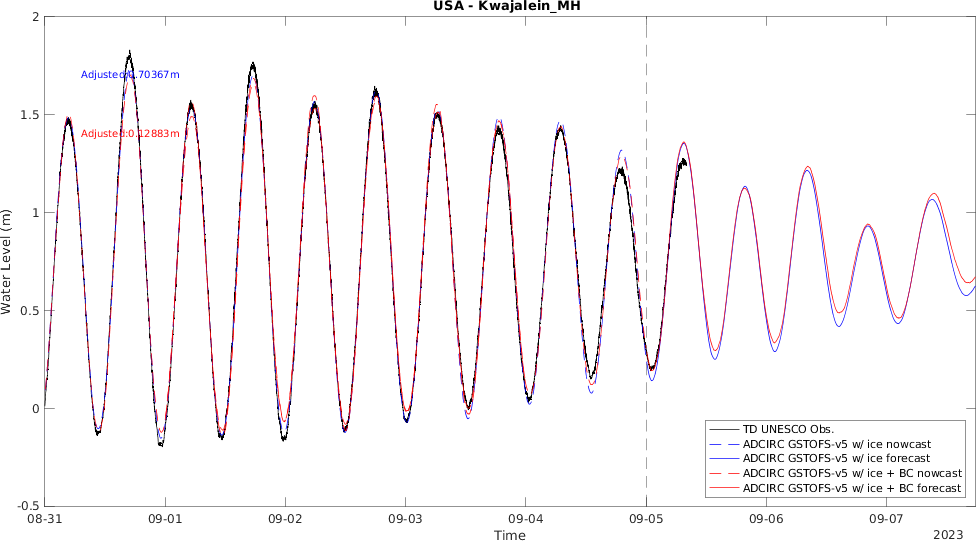 USA - Kwajalein_MH
2
1.5
1
0.5
0
-0.5
Water Level (m)
Adjusted:0.70367m
Adjusted:0.12883m
TD UNESCO Obs.
ADCIRC GSTOFS-v5 w/ ice nowcast
ADCIRC GSTOFS-v5 w/ ice forecast
ADCIRC GSTOFS-v5 w/ ice + BC nowcast
ADCIRC GSTOFS-v5 w/ ice + BC forecast
08-31 09-01 09-02 09-03 09-04 09-05 09-06 09-07
Time
2023